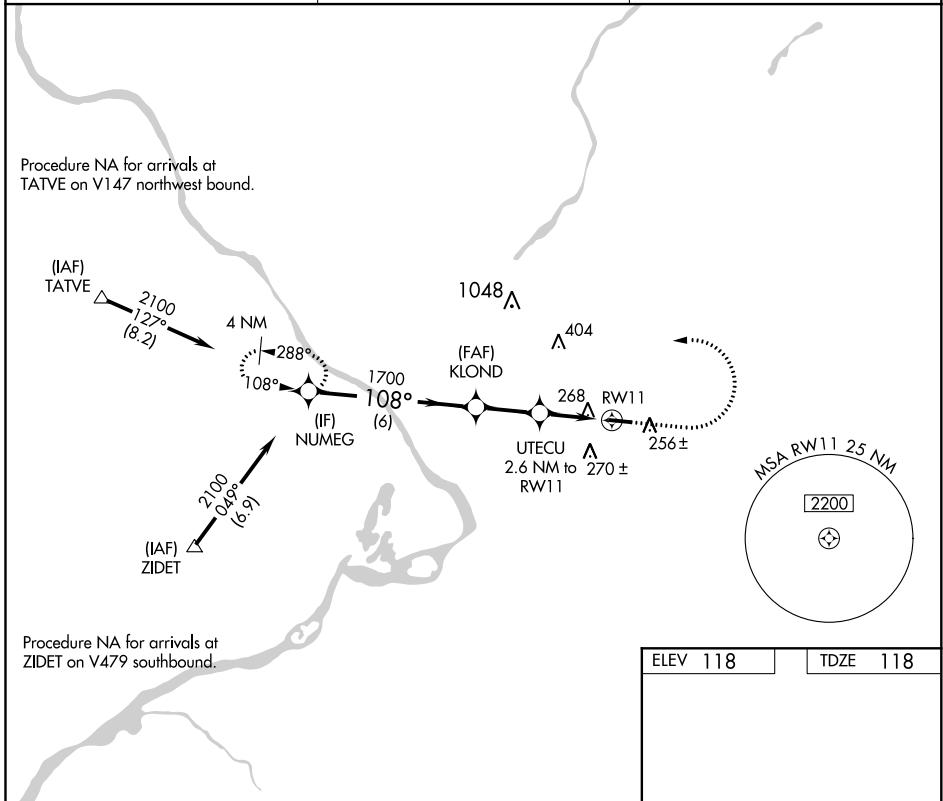 Procedure NA for arrivals at
TATVE on V147 northwest bound.
(IAF)
TATVE
2100
127°
(8.2)
4 NM
288°
108°
(IF)
NUMEG
1700
108°
(6)
1048
404
(FAF)
KLOND
268
RW11
256 ±
UTECU
2.6 NM to
RW11
270 ±
2100
049°
(6.9)
(IAF)
ZIDET
MSA RW11 25 NM
2200
Procedure NA for arrivals at
ZIDET on V479 southbound.
ELEV 118
TDZE 118